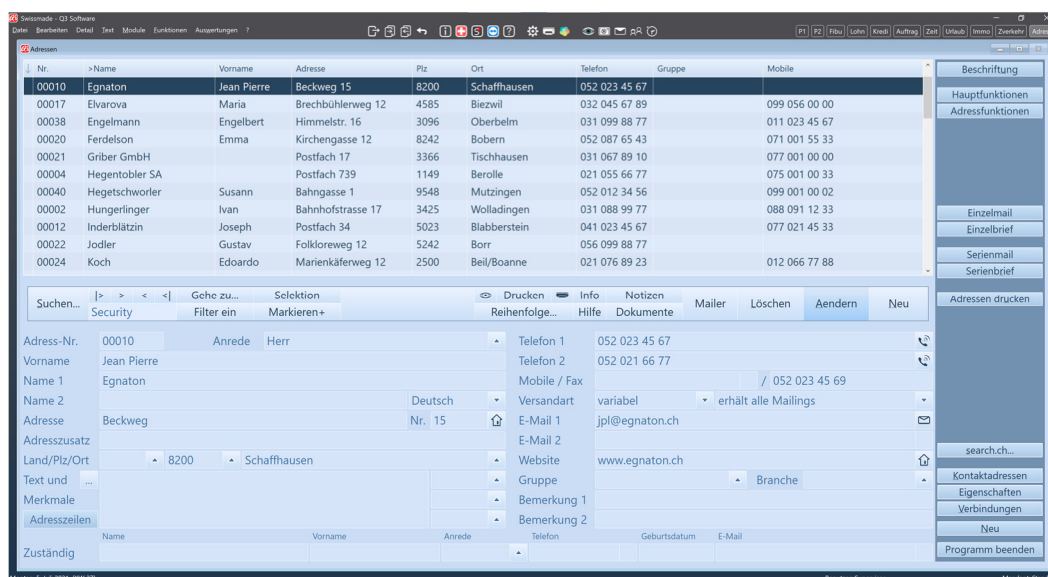 Swissmade - Q3 Software
Datei Bearbeiten Detail Text Module Funktionen Auswertungen ?
P1 P2 Fibu Lohn Kredi Auftrag Zeit Urlaub Immo Zverkehr Adres
Adressen
Nr. >Name Vorname Adresse Plz Ort Telefon Gruppe Mobile
00010 Egnaton Jean Pierre Beckweg 15 8200 Schaffhausen 052 023 45 67
00017 Elvarova Maria Brechbühlerweg 12 4585 Biezwil 032 045 67 89 099 056 00 00
00038 Engelmann Engelbert Himmelstr. 16 3096 Oberbelm 031 099 88 77 011 023 45 67
00020 Ferdelson Emma Kirchengasse 12 8242 Bobern 052 087 65 43 071 001 55 33
00021 Griber GmbH Postfach 17 3366 Tischhausen 031 067 89 10 077 001 00 00
00004 Hegentobler SA Postfach 739 1149 Berolle 021 055 66 77 075 001 00 33
00040 Hegetschworler Susann Bahngasse 1 9548 Mutzingen 052 012 34 56 099 001 00 02
00002 Hungerlinger Ivan Bahnhofstrasse 17 3425 Wolladingen 031 088 99 77 088 091 12 33
00012 Inderblätzin Joseph Postfach 34 5023 Blabberstein 041 023 45 67 077 021 45 33
00022 Jodler Gustav Folkloreweg 12 5242 Borr 056 099 88 77
00024 Koch Edoardo Marienkäferweg 12 2500 Beil/Boanne 021 076 89 23 012 066 77 88
Beschriftung
Hauptfunktionen
Adressfunktionen
Einzelmail
Einzelbrief
Serienmail
Serienbrief
Adressen drucken
Suchen... |> > < <| Gehe zu... Selektion Drucken Info Notizen Mailer Löschen Aendern Neu
Security Filter ein Markieren+ Reihenfolge... Hilfe Dokumente
Adress-Nr. 00010 Anrede Herr Telefon 1 052 023 45 67
Vorname Jean Pierre Telefon 2 052 021 66 77
Name 1 Egnaton Mobile / Fax / 052 023 45 69
Name 2 Deutsch Versandart variabel erhält alle Mailings
Adresse Beckweg Nr. 15 E-Mail 1 jpl@egnaton.ch
Adresszusatz E-Mail 2
Land/Plz/Ort 8200 Schaffhausen Website www.egnaton.ch
Text und ... Gruppe Branche
Merkmale Bemerkung 1
Adresszeilen Bemerkung 2
Name Vorname Anrede Telefon Geburtsdatum E-Mail
Zuständig
search.ch...
Kontaktadressen
Eigenschaften
Verbindungen
Neu
Programm beenden